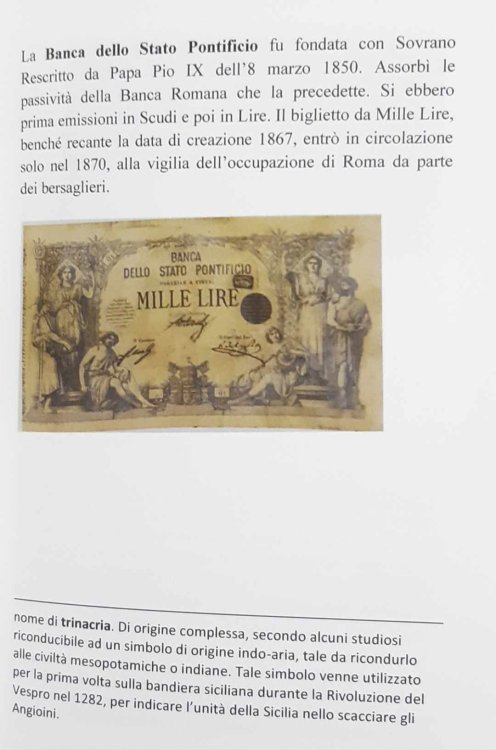 La Banca dello Stato Pontificio fu fondata con Sovrano
Rescritto da Papa Pio IX dell'8 marzo 1850. Assorbì le
passività della Banca Romana che la precedette. Si ebbero
prima emissioni in Scudi e poi in Lire. Il biglietto da Mille Lire,
benché recante la data di creazione 1867, entrò in circolazione
solo nel 1870, alla vigilia dell'occupazione di Roma da parte
dei bersaglieri.
BANCA
DELLO STATO PONTIFICIO
MILLE LIRE
nome di trinacria. Di origine complessa, secondo alcuni studiosi
riconducibile ad un simbolo di origine indo-aria, tale da ricondurlo
alle civiltà mesopotamiche o indiane. Tale simbolo venne utilizzato
per la prima volta sulla bandiera siciliana durante la Rivoluzione del
Vespro nel 1282, per indicare l'unità della Sicilia nello scacciare gli
Angioini.